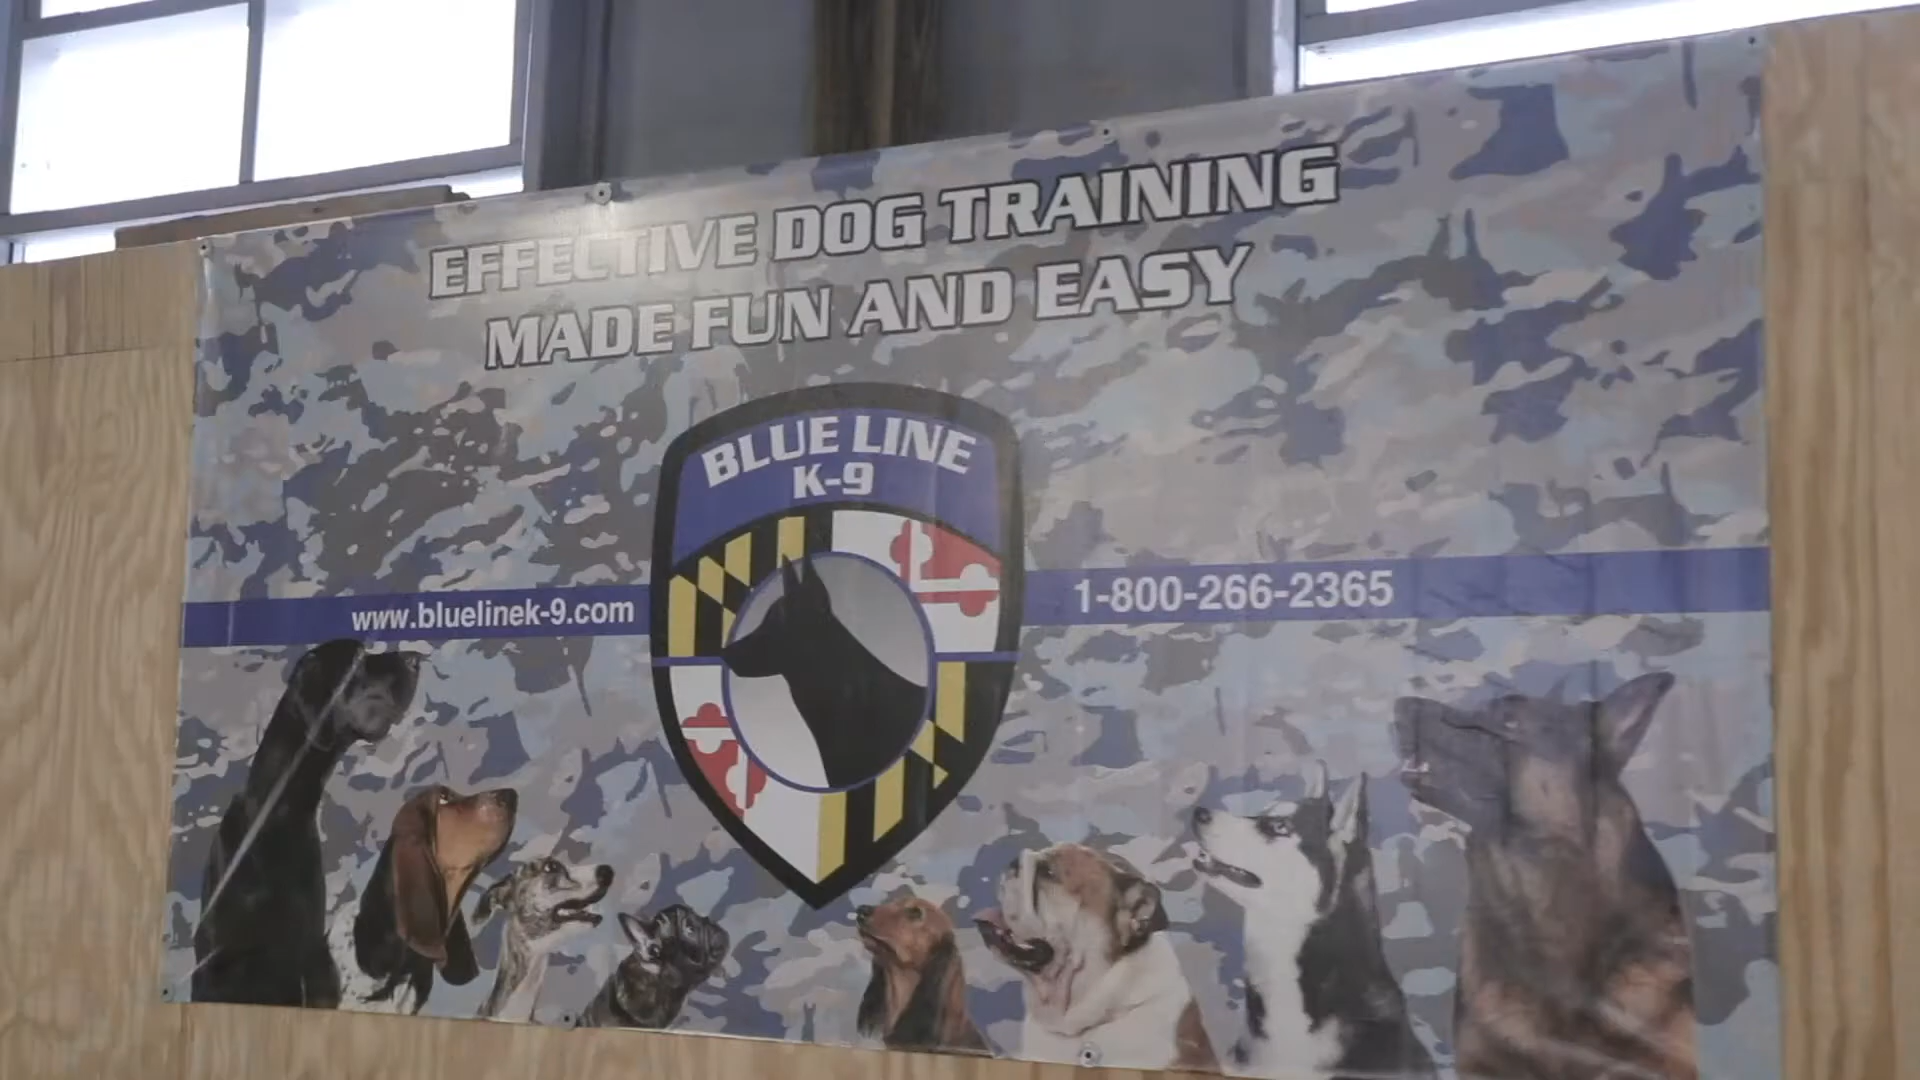 EFFECTIVE DOG TRAINING
MADE FUN AND EASY
BLUE LINE
K-9
www.bluelinek-9.com
1-800-266-2365